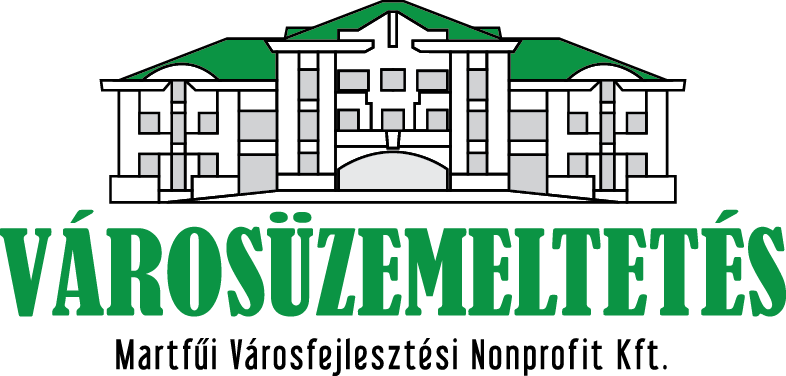 VÁROSÜZEMELTETÉS
Martfűi Városfejlesztési Nonprofit Kft.